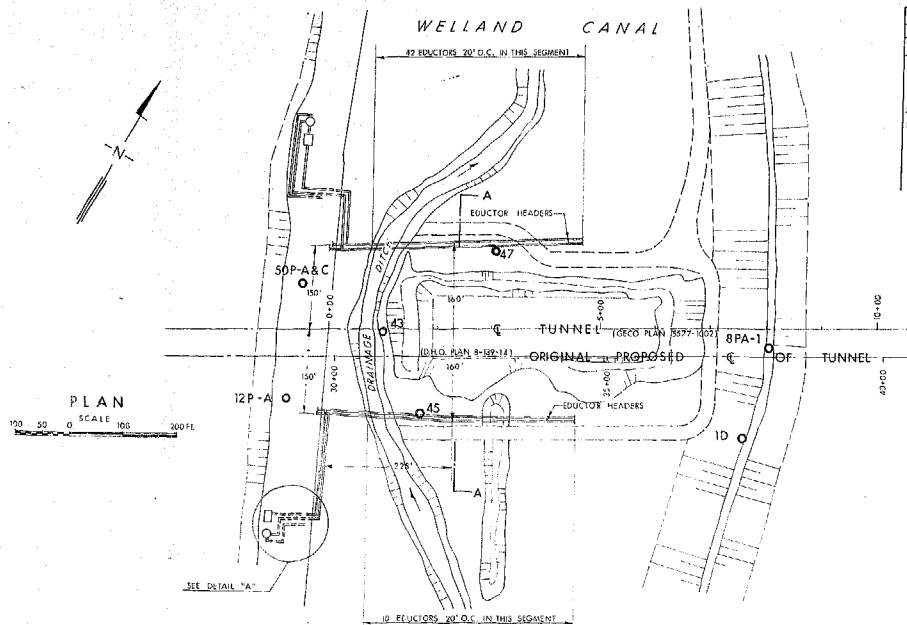 WELLAND CANAL
42 EDUCTORS 20' O.C. IN THIS SEGMENT
-N-
A
EDUCTOR HEADERS
DITCH
47
50P-A&C
150'
0+00
160'
5+00
10+00
43
℄ TUNNEL (GECO PLAN 5577-1002)
8PA-1
DRAINAGE
(D.H.O. PLAN B-139-14)
ORIGINAL PROPOSED ℄ OF TUNNEL
150'
30+00
160'
35+00
40+00
PLAN
SCALE
100 50 0 100 200 FT.
12P-A
45
EDUCTOR HEADERS
1D
225'
A
SEE DETAIL "A"
10 EDUCTORS 20' O.C. IN THIS SEGMENT